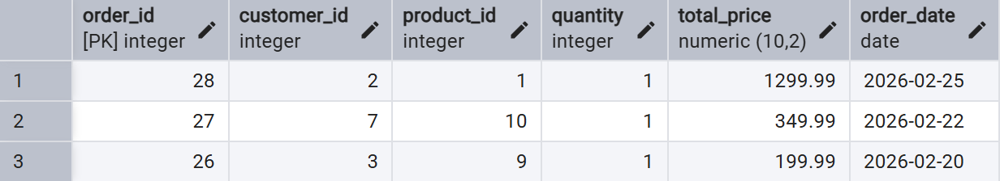 order_id customer_id product_id quantity total_price order_date
[PK] integer integer integer integer numeric (10,2) date
1 28 2 1 1 1299.99 2026-02-25
2 27 7 10 1 349.99 2026-02-22
3 26 3 9 1 199.99 2026-02-20